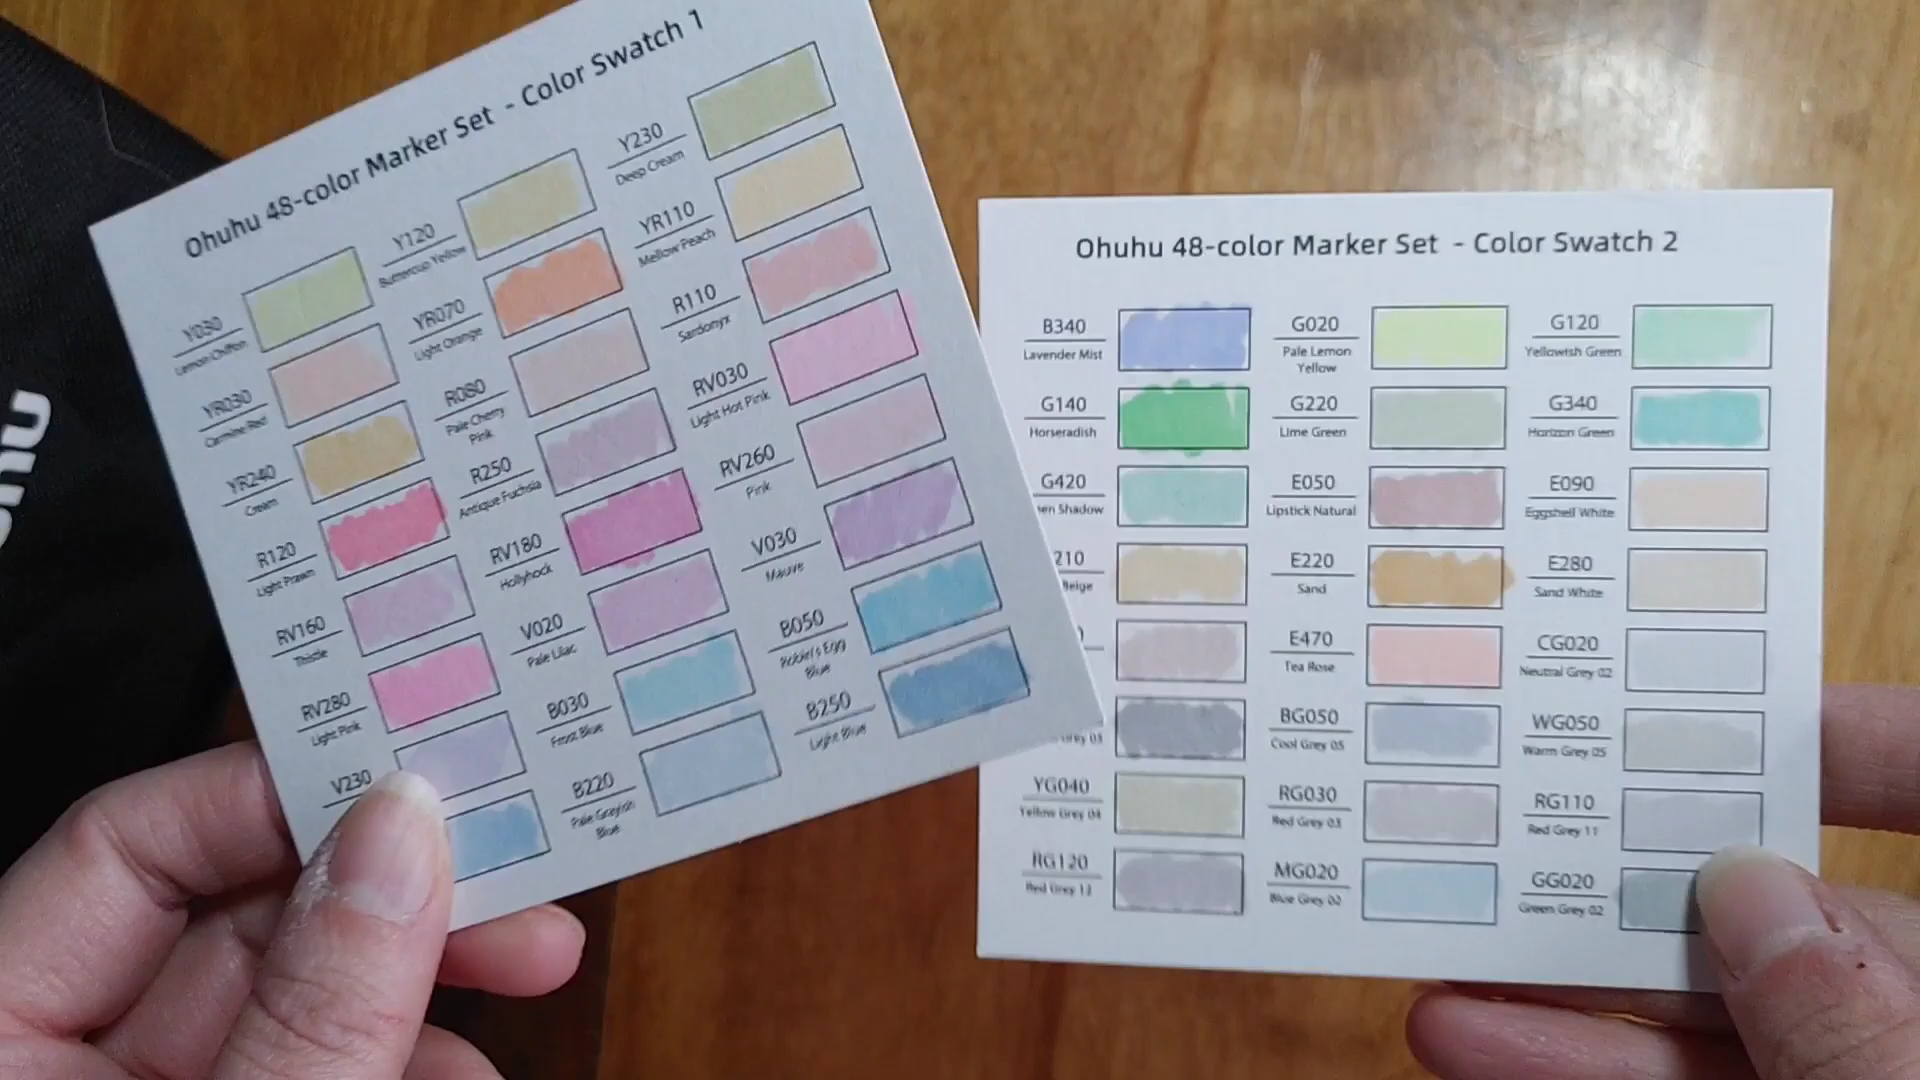 Ohuhu 48-color Marker Set - Color Swatch 1
Y030
Lemon Chiffon
Y120
Buttercup Yellow
Y230
Deep Cream
YR030
Carmine Red
YR070
Light Orange
YR110
Mellow Peach
YR240
Cream
R080
Pale Cherry
Pink
R110
Sardonyx
R120
Light Prawn
R250
Antique Fuchsia
RV030
Light Hot Pink
RV160
Thistle
RV180
Hollyhock
RV260
Pink
RV280
Light Pink
V020
Pale Lilac
V030
Mauve
V230
B030
Frost Blue
B050
Robin's Egg
Blue
B220
Pale Grayish
Blue
B250
Light Blue
Ohuhu 48-color Marker Set - Color Swatch 2
B340
Lavender Mist
G020
Pale Lemon
Yellow
G120
Yellowish Green
G140
Horseradish
G220
Lime Green
G340
Horizon Green
G420
Shadow
E050
Lipstick Natural
E090
Eggshell White
210
Beige
E220
Sand
E280
Sand White
E470
Tea Rose
CG020
Neutral Grey 02
Grey 03
BG050
Cool Grey 05
WG050
Warm Grey 05
YG040
Yellow Grey 04
RG030
Red Grey 03
RG110
Red Grey 11
RG120
Red Grey 12
MG020
Blue Grey 02
GG020
Green Grey 02